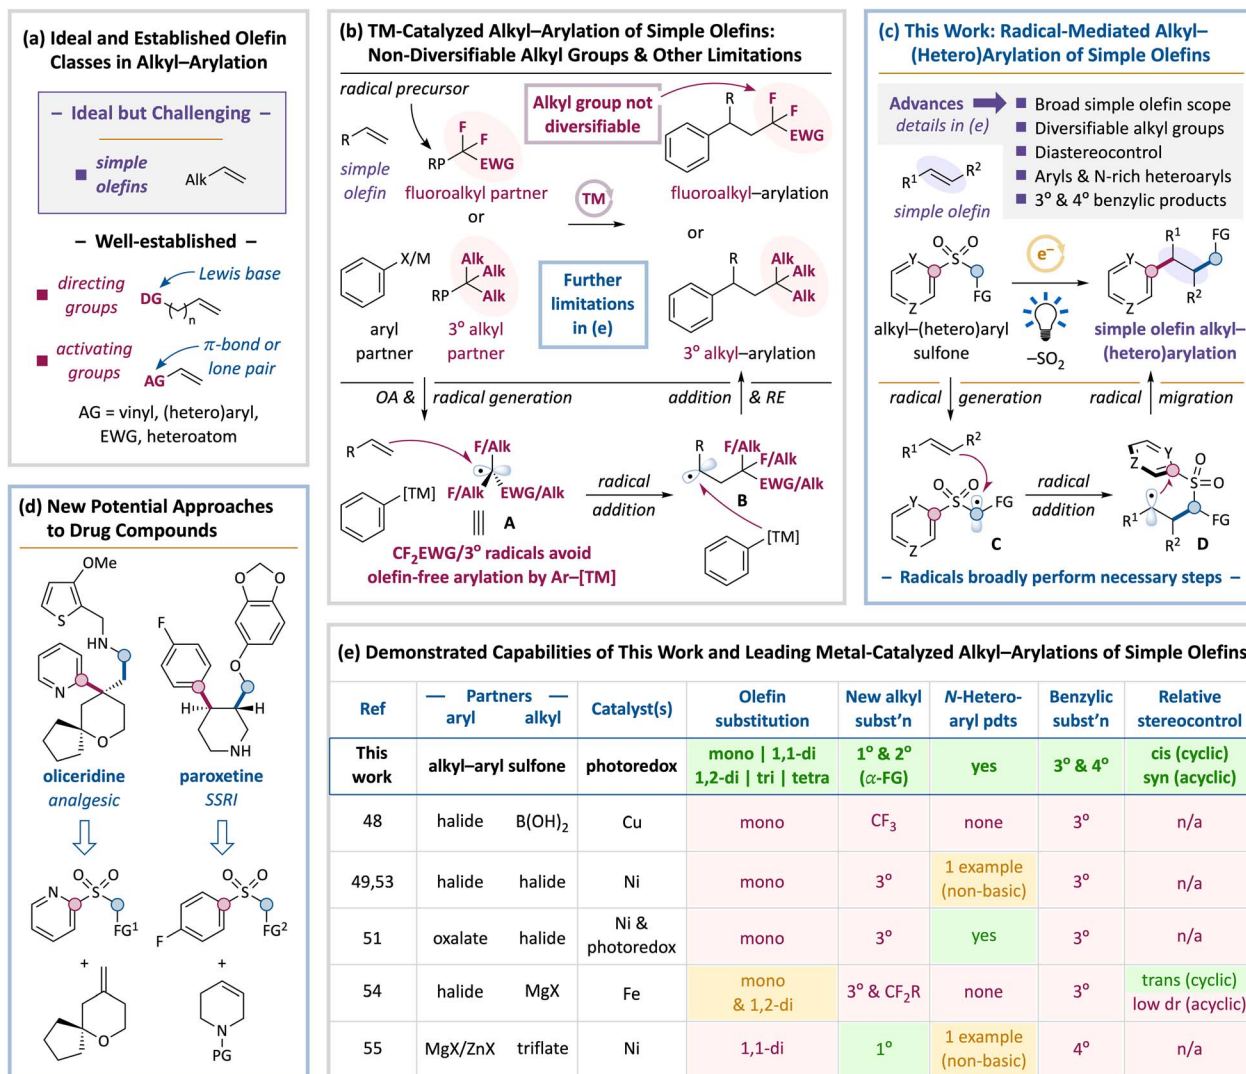 (a) Ideal and Established Olefin
Classes in Alkyl–Arylation
– Ideal but Challenging –
simple
olefins
Alk
– Well-established –
directing
groups
Lewis base
DG
n
activating
groups
π-bond or
lone pair
AG
AG = vinyl, (hetero)aryl,
EWG, heteroatom
(b) TM-Catalyzed Alkyl–Arylation of Simple Olefins:
Non-Diversifiable Alkyl Groups & Other Limitations
radical precursor
R
simple
olefin
F
F
RP
EWG
fluoroalkyl partner
or
Alkyl group not
diversifiable
R
F
F
EWG
fluoroalkyl–arylation
TM
or
X/M
aryl
partner
Alk
Alk
RP
Alk
3° alkyl
partner
Further
limitations
in (e)
R
Alk
Alk
Alk
3° alkyl–arylation
OA & radical generation
addition & RE
R
[TM]
F/Alk
F/Alk
EWG/Alk
A
CF2EWG/3° radicals avoid
olefin-free arylation by Ar–[TM]
radical
addition
R
F/Alk
F/Alk
EWG/Alk
B
[TM]
(c) This Work: Radical-Mediated Alkyl–
(Hetero)Arylation of Simple Olefins
Advances
details in (e)
Broad simple olefin scope
Diversifiable alkyl groups
Diastereocontrol
Aryls & N-rich heteroaryls
3° & 4° benzylic products
R1
R2
simple olefin
O O
S
Y
Z
FG
alkyl–(hetero)aryl
sulfone
e–
–SO2
R1
FG
Y
Z
R2
simple olefin alkyl–
(hetero)arylation
radical generation
radical migration
R1
R2
O O
S
Y
Z
FG
C
radical
addition
Y
Z
O
S
O
R1
FG
R2
D
– Radicals broadly perform necessary steps –
(d) New Potential Approaches
to Drug Compounds
OMe
S
HN
N
O
oliceridine
analgesic
O O
F
O
H
H
NH
paroxetine
SSRI
O O
N
S
FG1
+
O
O O
S
F
FG2
+
N
PG
(e) Demonstrated Capabilities of This Work and Leading Metal-Catalyzed Alkyl–Arylations of Simple Olefins
Ref
— Partners —
aryl alkyl
Catalyst(s)
Olefin
substitution
New alkyl
subst'n
N-Hetero-
aryl pdts
Benzylic
subst'n
Relative
stereocontrol
This
work
alkyl–aryl sulfone
photoredox
mono | 1,1-di
1,2-di | tri | tetra
1° & 2°
(α-FG)
yes
3° & 4°
cis (cyclic)
syn (acyclic)
48 halide B(OH)2 Cu mono CF3 none 3° n/a
49,53 halide halide Ni mono 3°
1 example
(non-basic)
3° n/a
51 oxalate halide
Ni &
photoredox
mono 3° yes 3° n/a
54 halide MgX Fe
mono
& 1,2-di
3° & CF2R none 3°
trans (cyclic)
low dr (acyclic)
55 MgX/ZnX triflate Ni 1,1-di 1°
1 example
(non-basic)
4° n/a